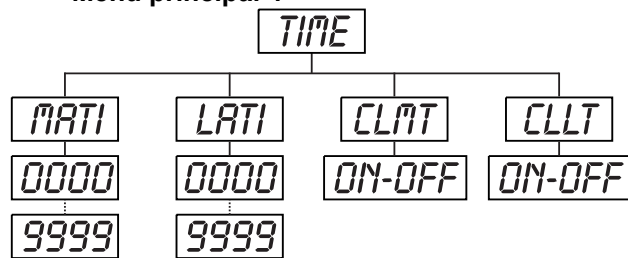 TIME
MATI LATI CLMT CLLT
0000 0000 ON-OFF ON-OFF
9999 9999